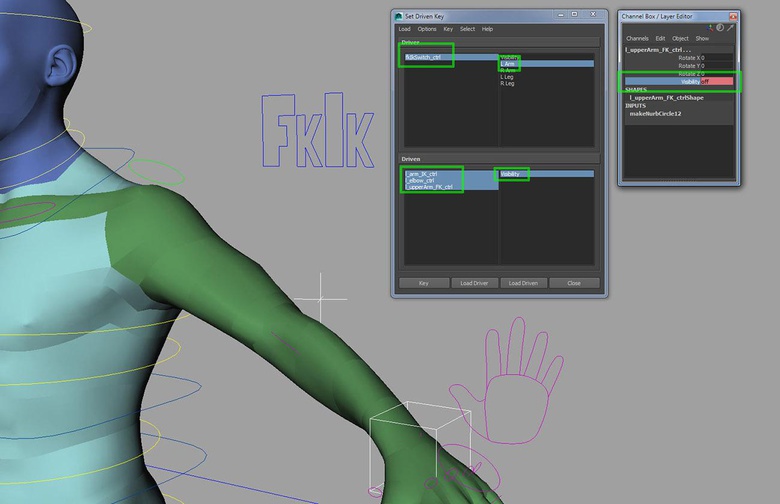 Set Driven Key
Load Options Key Select Help
Driver
fkikSwitch_ctrl
Visibility
L Arm
R Arm
L Leg
R Leg
Driven
l_arm_IK_ctrl
l_elbow_ctrl
l_upperArm_FK_ctrl
Visibility
Key Load Driver Load Driven Close
Channel Box / Layer Editor
Channels Edit Object Show
l_upperArm_FK_ctrl...
Rotate X 0
Rotate Y 0
Rotate Z 0
Visibility off
SHAPES
l_upperArm_FK_ctrlShape
INPUTS
makeNurbCircle12
FkIk